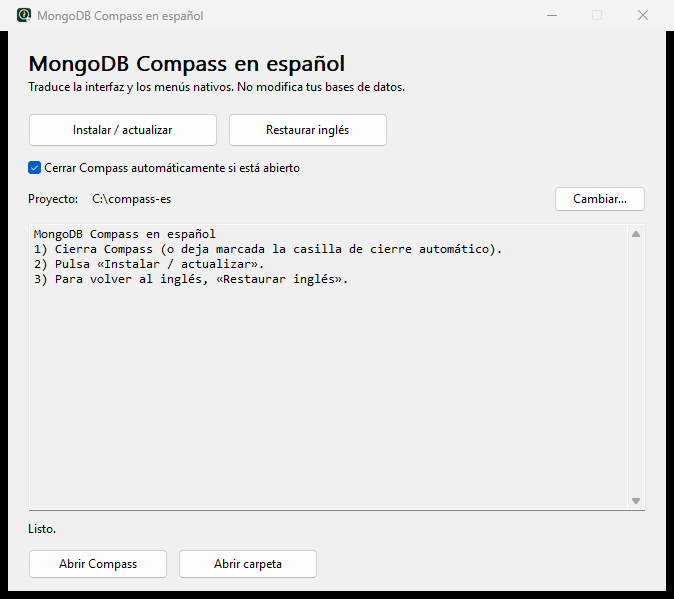 MongoDB Compass en español
MongoDB Compass en español
Traduce la interfaz y los menús nativos. No modifica tus bases de datos.
Instalar / actualizar
Restaurar inglés
Cerrar Compass automáticamente si está abierto
Proyecto: C:\compass-es
Cambiar...
MongoDB Compass en español
1) Cierra Compass (o deja marcada la casilla de cierre automático).
2) Pulsa «Instalar / actualizar».
3) Para volver al inglés, «Restaurar inglés».
Listo.
Abrir Compass
Abrir carpeta